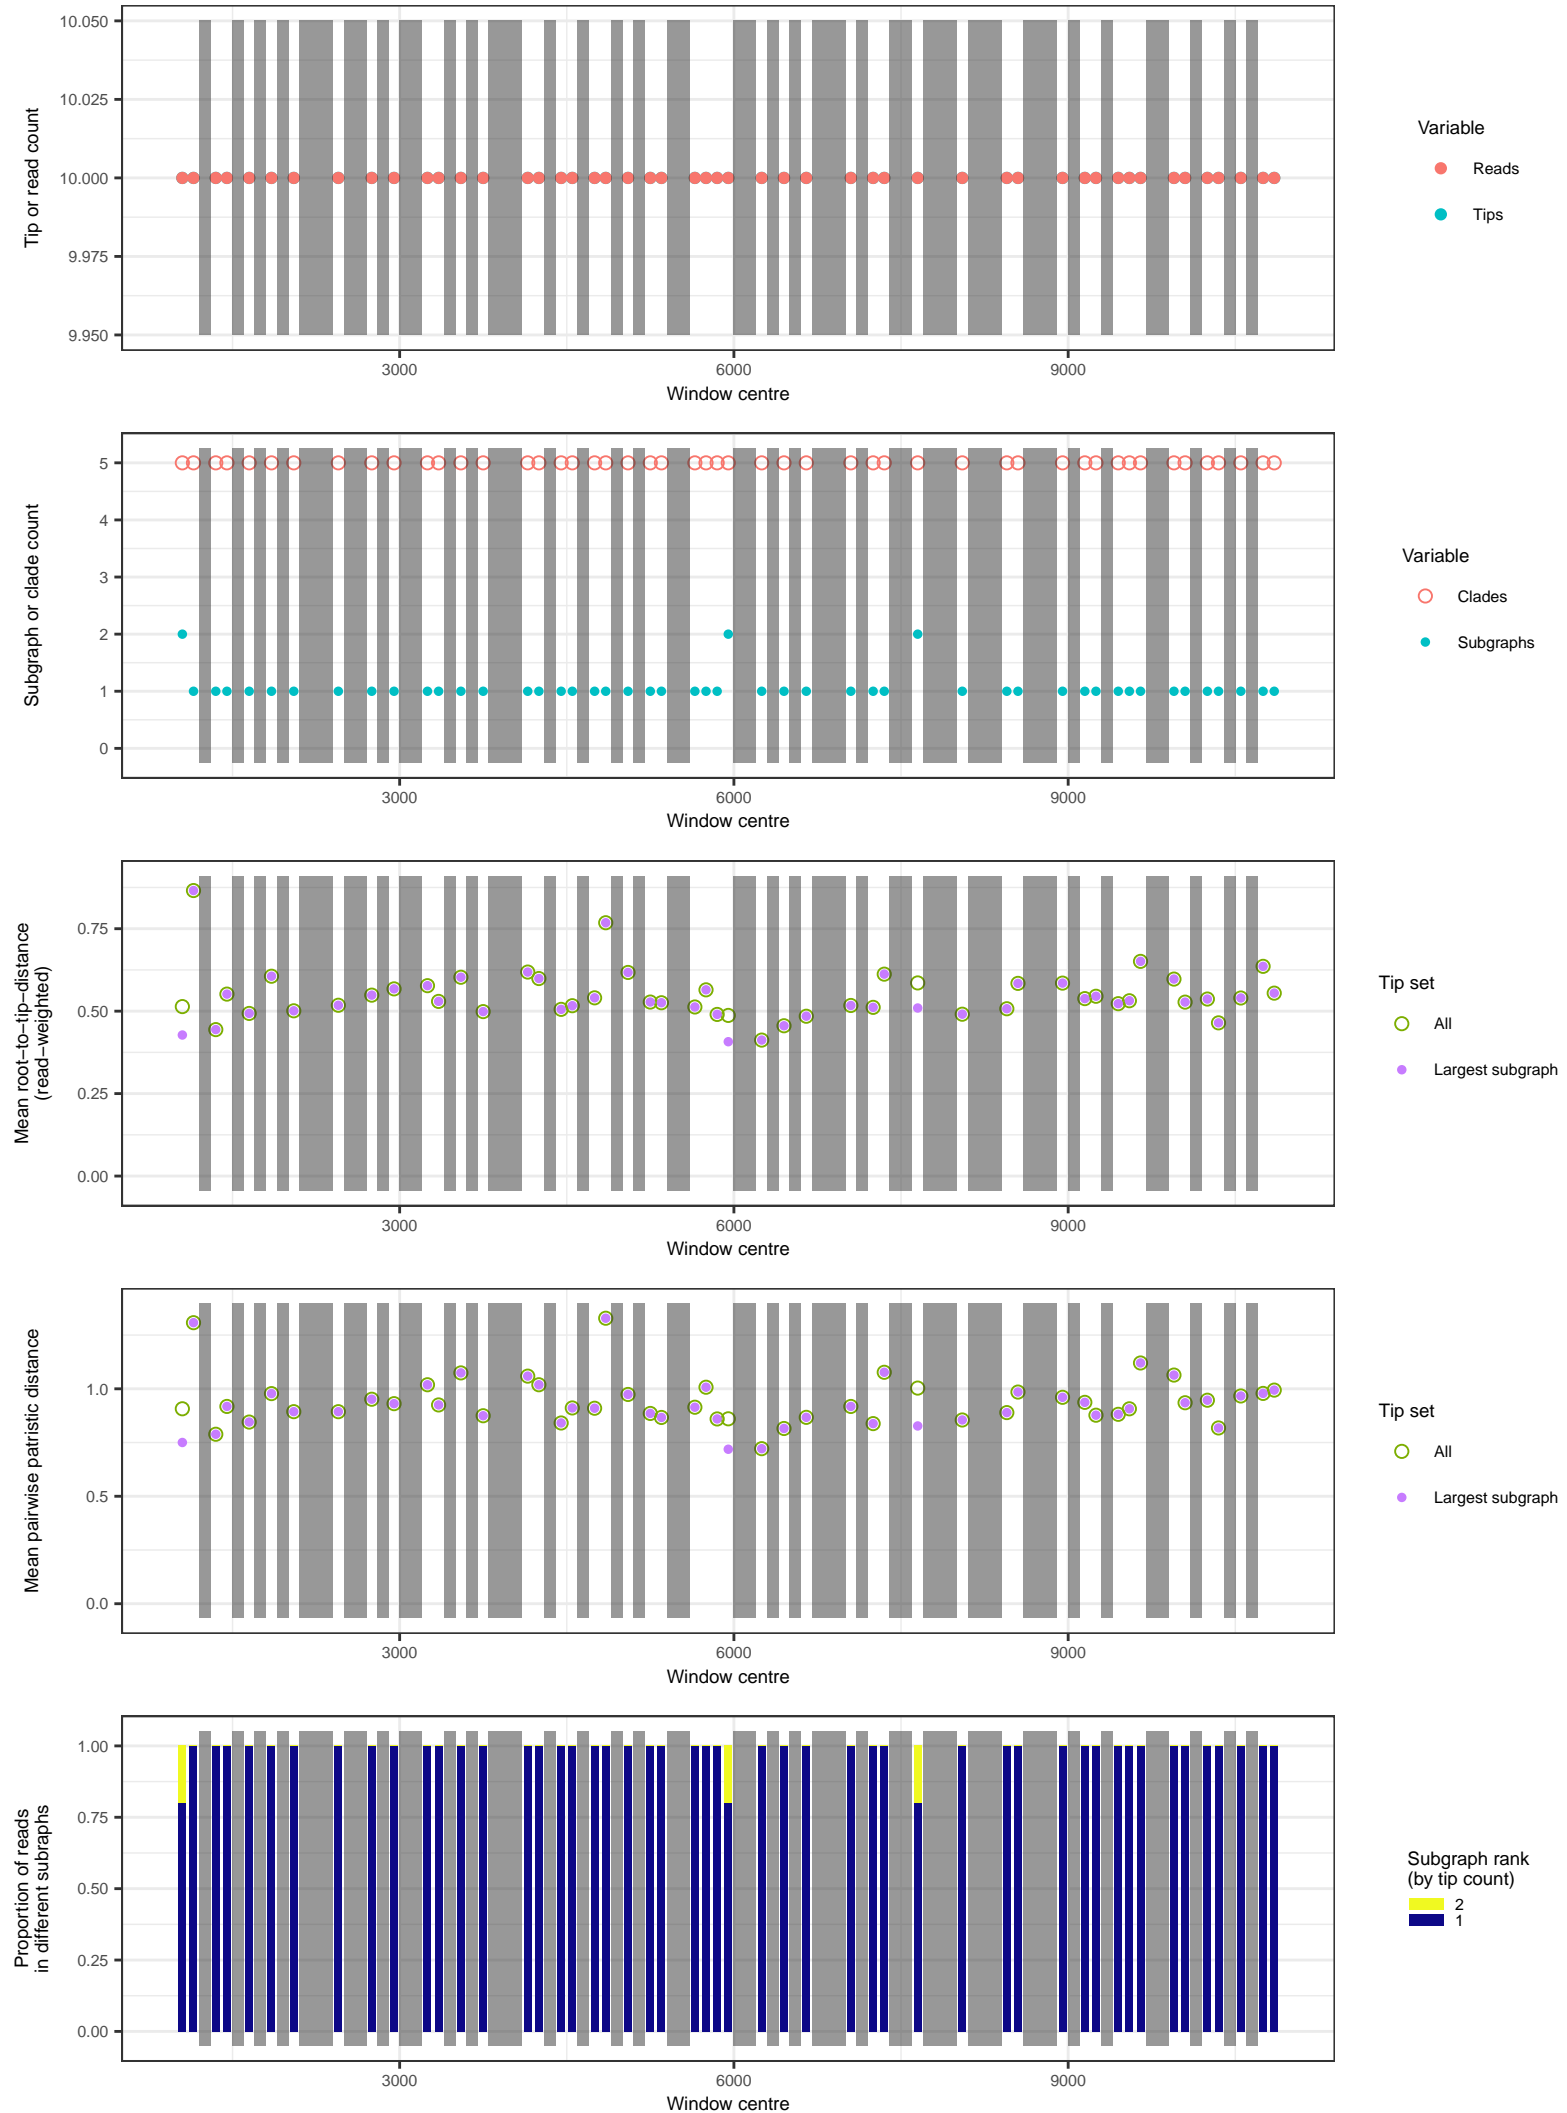 10.050
10.025
10.000
9.975
9.950
Tip or read count
3000
6000
9000
Window centre
Variable
Reads
Tips
5
4
3
2
1
0
Subgraph or clade count
3000
6000
9000
Window centre
Variable
Clades
Subgraphs
0.75
0.50
0.25
0.00
Mean root−to−tip−distance
(read−weighted)
3000
6000
9000
Window centre
Tip set
All
Largest subgraph
1.0
0.5
0.0
Mean pairwise patristic distance
3000
6000
9000
Window centre
Tip set
All
Largest subgraph
1.00
0.75
0.50
0.25
0.00
Proportion of reads
in different subraphs
3000
6000
9000
Window centre
Subgraph rank
(by tip count)
2
1